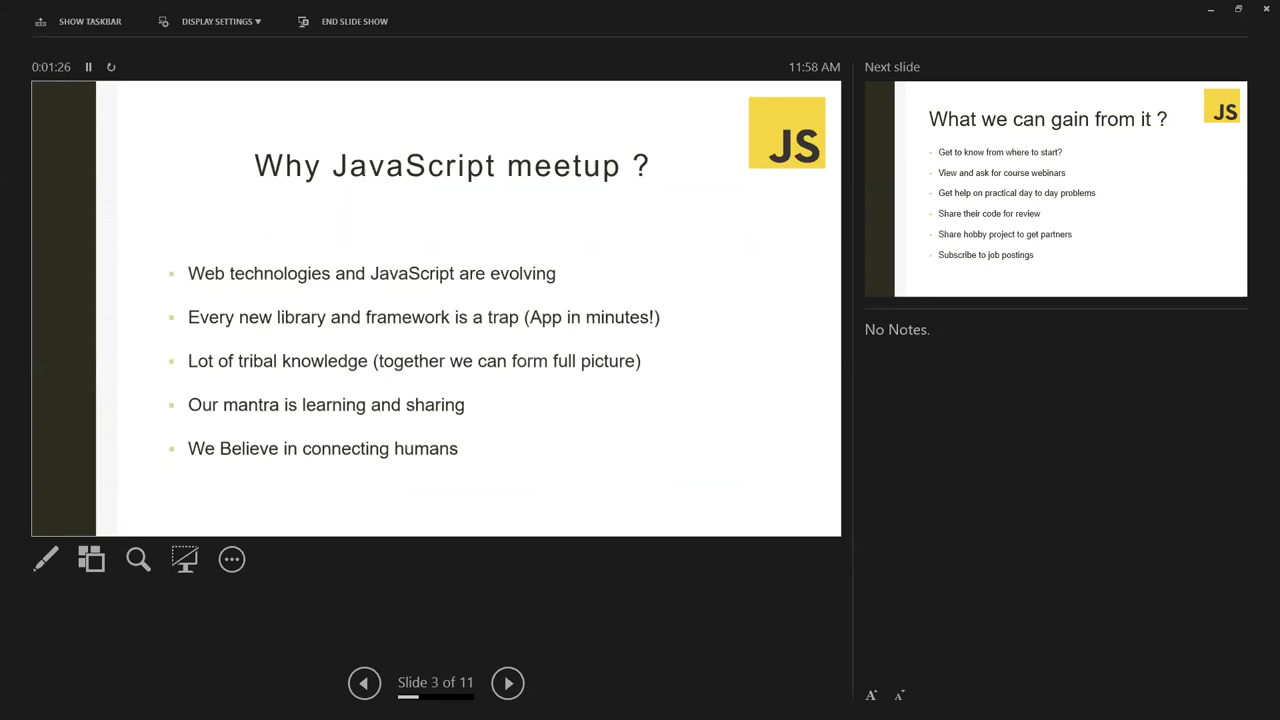 SHOW TASKBAR
DISPLAY SETTINGS ▼
END SLIDE SHOW
0:01:26
11:58 AM
JS
Why JavaScript meetup ?
Web technologies and JavaScript are evolving
Every new library and framework is a trap (App in minutes!)
Lot of tribal knowledge (together we can form full picture)
Our mantra is learning and sharing
We Believe in connecting humans
Slide 3 of 11
Next slide
JS
What we can gain from it ?
Get to know from where to start?
View and ask for course webinars
Get help on practical day to day problems
Share their code for review
Share hobby project to get partners
Subscribe to job postings
No Notes.
A A